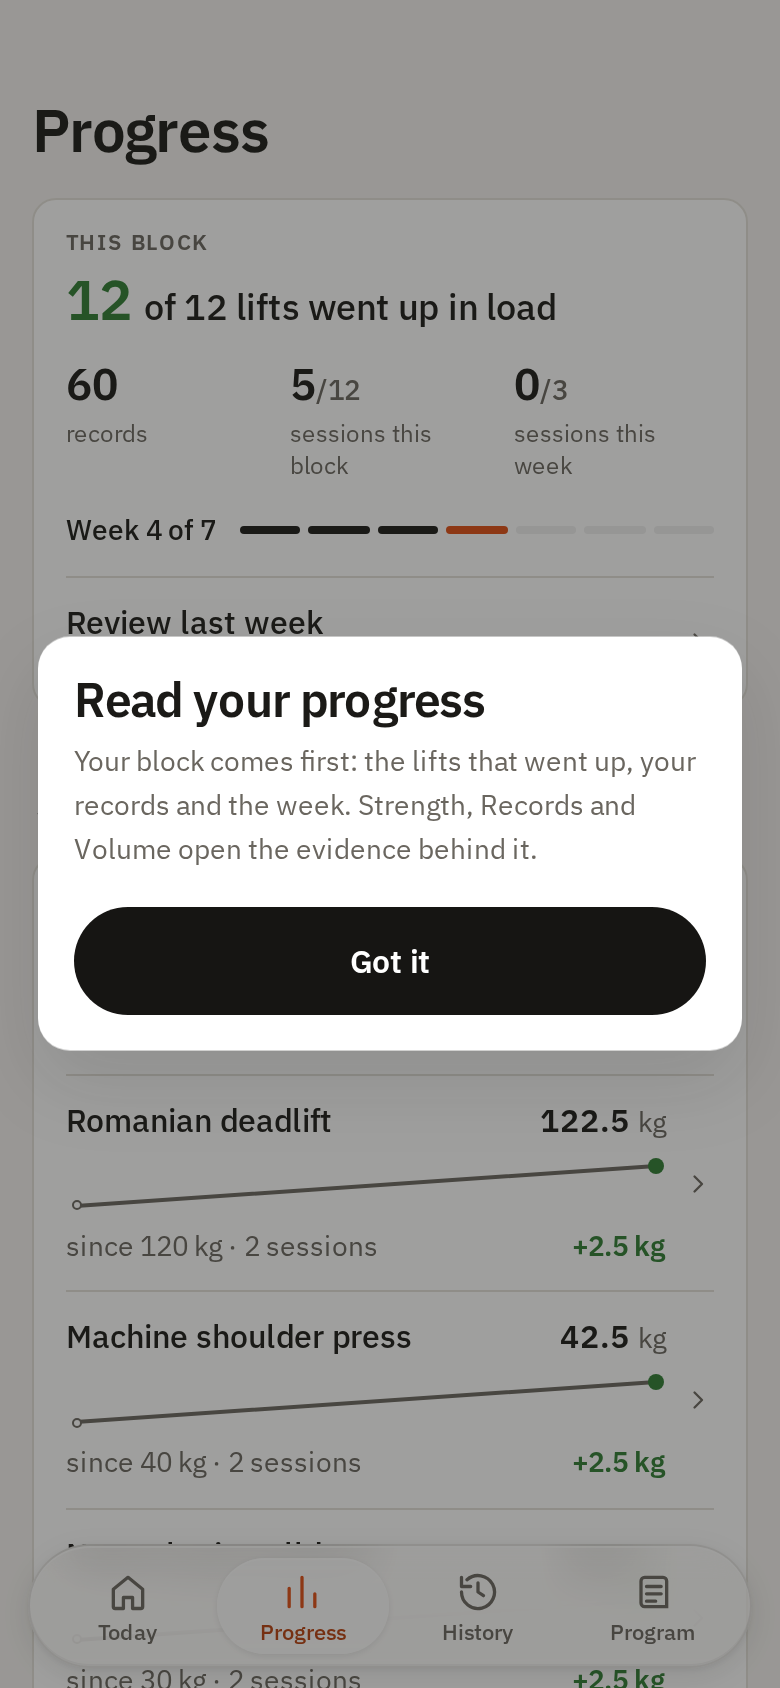 Progress
THIS BLOCK
12 of 12 lifts went up in load
60
5/12
0/3
records
sessions this block
sessions this week
Week 4 of 7
Review last week
Read your progress
Your block comes first: the lifts that went up, your
records and the week. Strength, Records and
Volume open the evidence behind it.
Got it
Romanian deadlift
122.5 kg
since 120 kg · 2 sessions
+2.5 kg
Machine shoulder press
42.5 kg
since 40 kg · 2 sessions
+2.5 kg
Today
Progress
History
Program
since 30 kg · 2 sessions
+2.5 kg